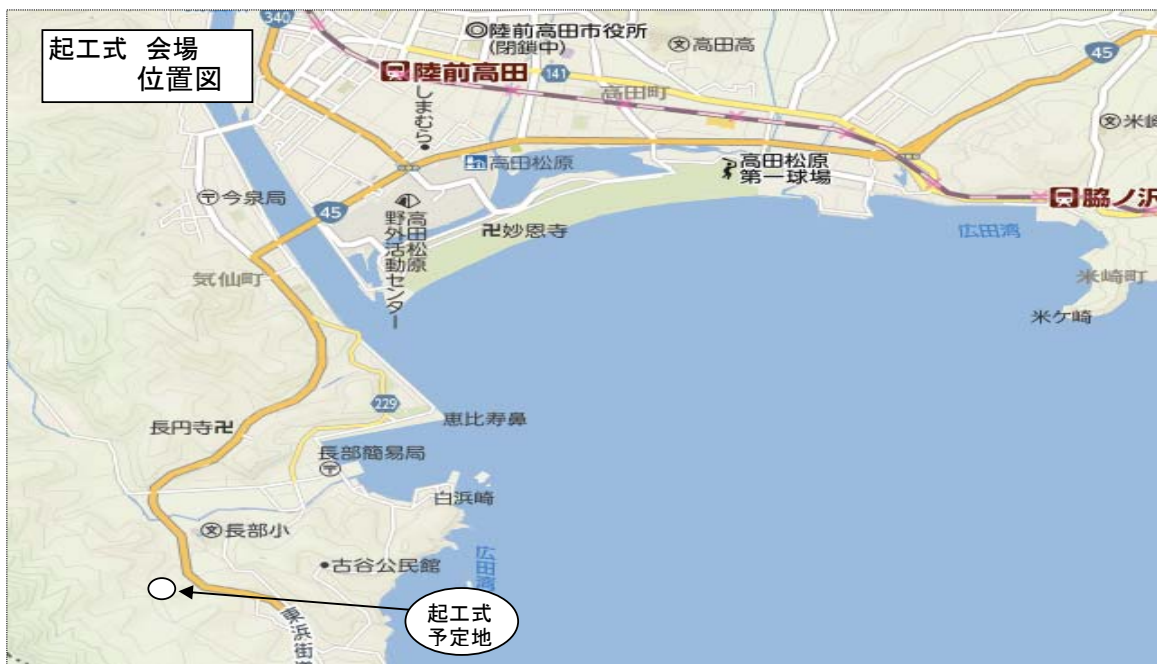 起工式 会場
位置図
340
陸前高田市役所
(閉鎖中)
高田高
45
陸前高田
141
高田町
しまむら
高田松原
高田松原
第一球場
米崎
今泉局
45
高田松原
野外活動センター
妙恩寺
脇ノ沢
広田湾
気仙町
米崎町
米ケ崎
229
恵比寿鼻
長円寺
長部簡易局
白浜崎
長部小
古谷公民館
広田湾
起工式
予定地
東浜街道